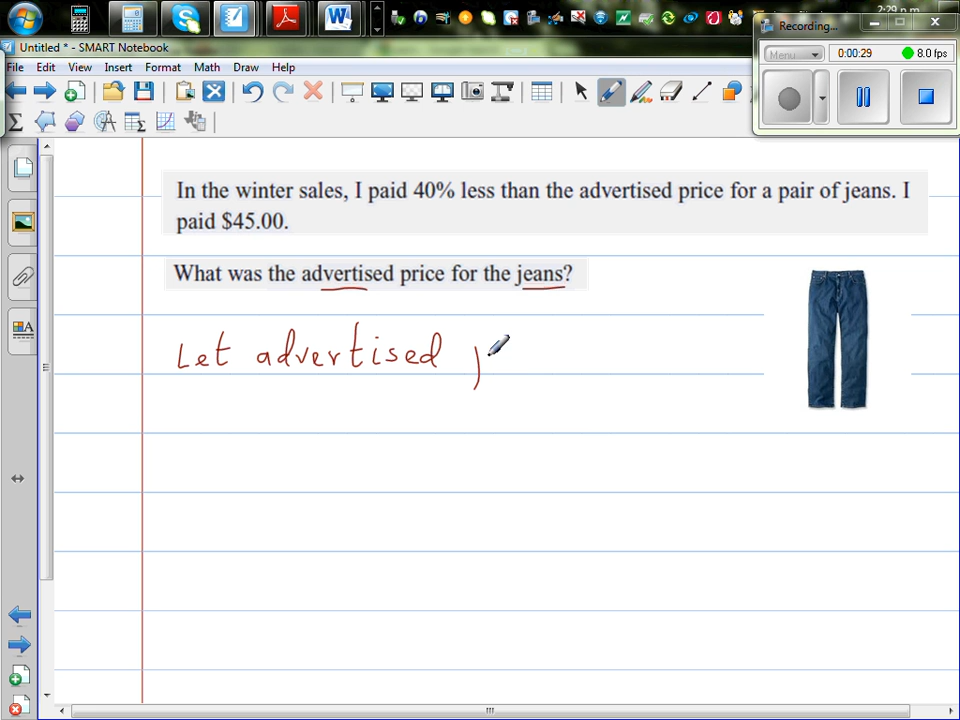 2:29 p.m.
Recording...
Untitled * - SMART Notebook
Menu
0:00:29
8.0 fps
File Edit View Insert Format Math Draw Help
In the winter sales, I paid 40% less than the advertised price for a pair of jeans. I
paid $45.00.
What was the advertised price for the jeans?
Let advertised